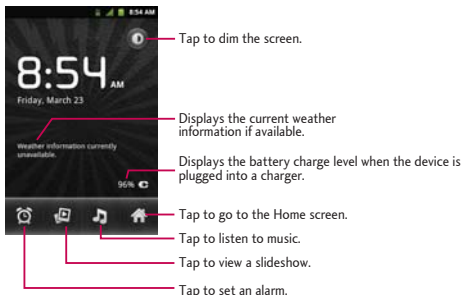 8:54 AM
Tap to dim the screen.
8:54 AM
Friday, March 23
Displays the current weather
information if available.
Weather information currently
unavailable.
Displays the battery charge level when the device is
plugged into a charger.
96%
Tap to go to the Home screen.
Tap to listen to music.
Tap to view a slideshow.
Tap to set an alarm.